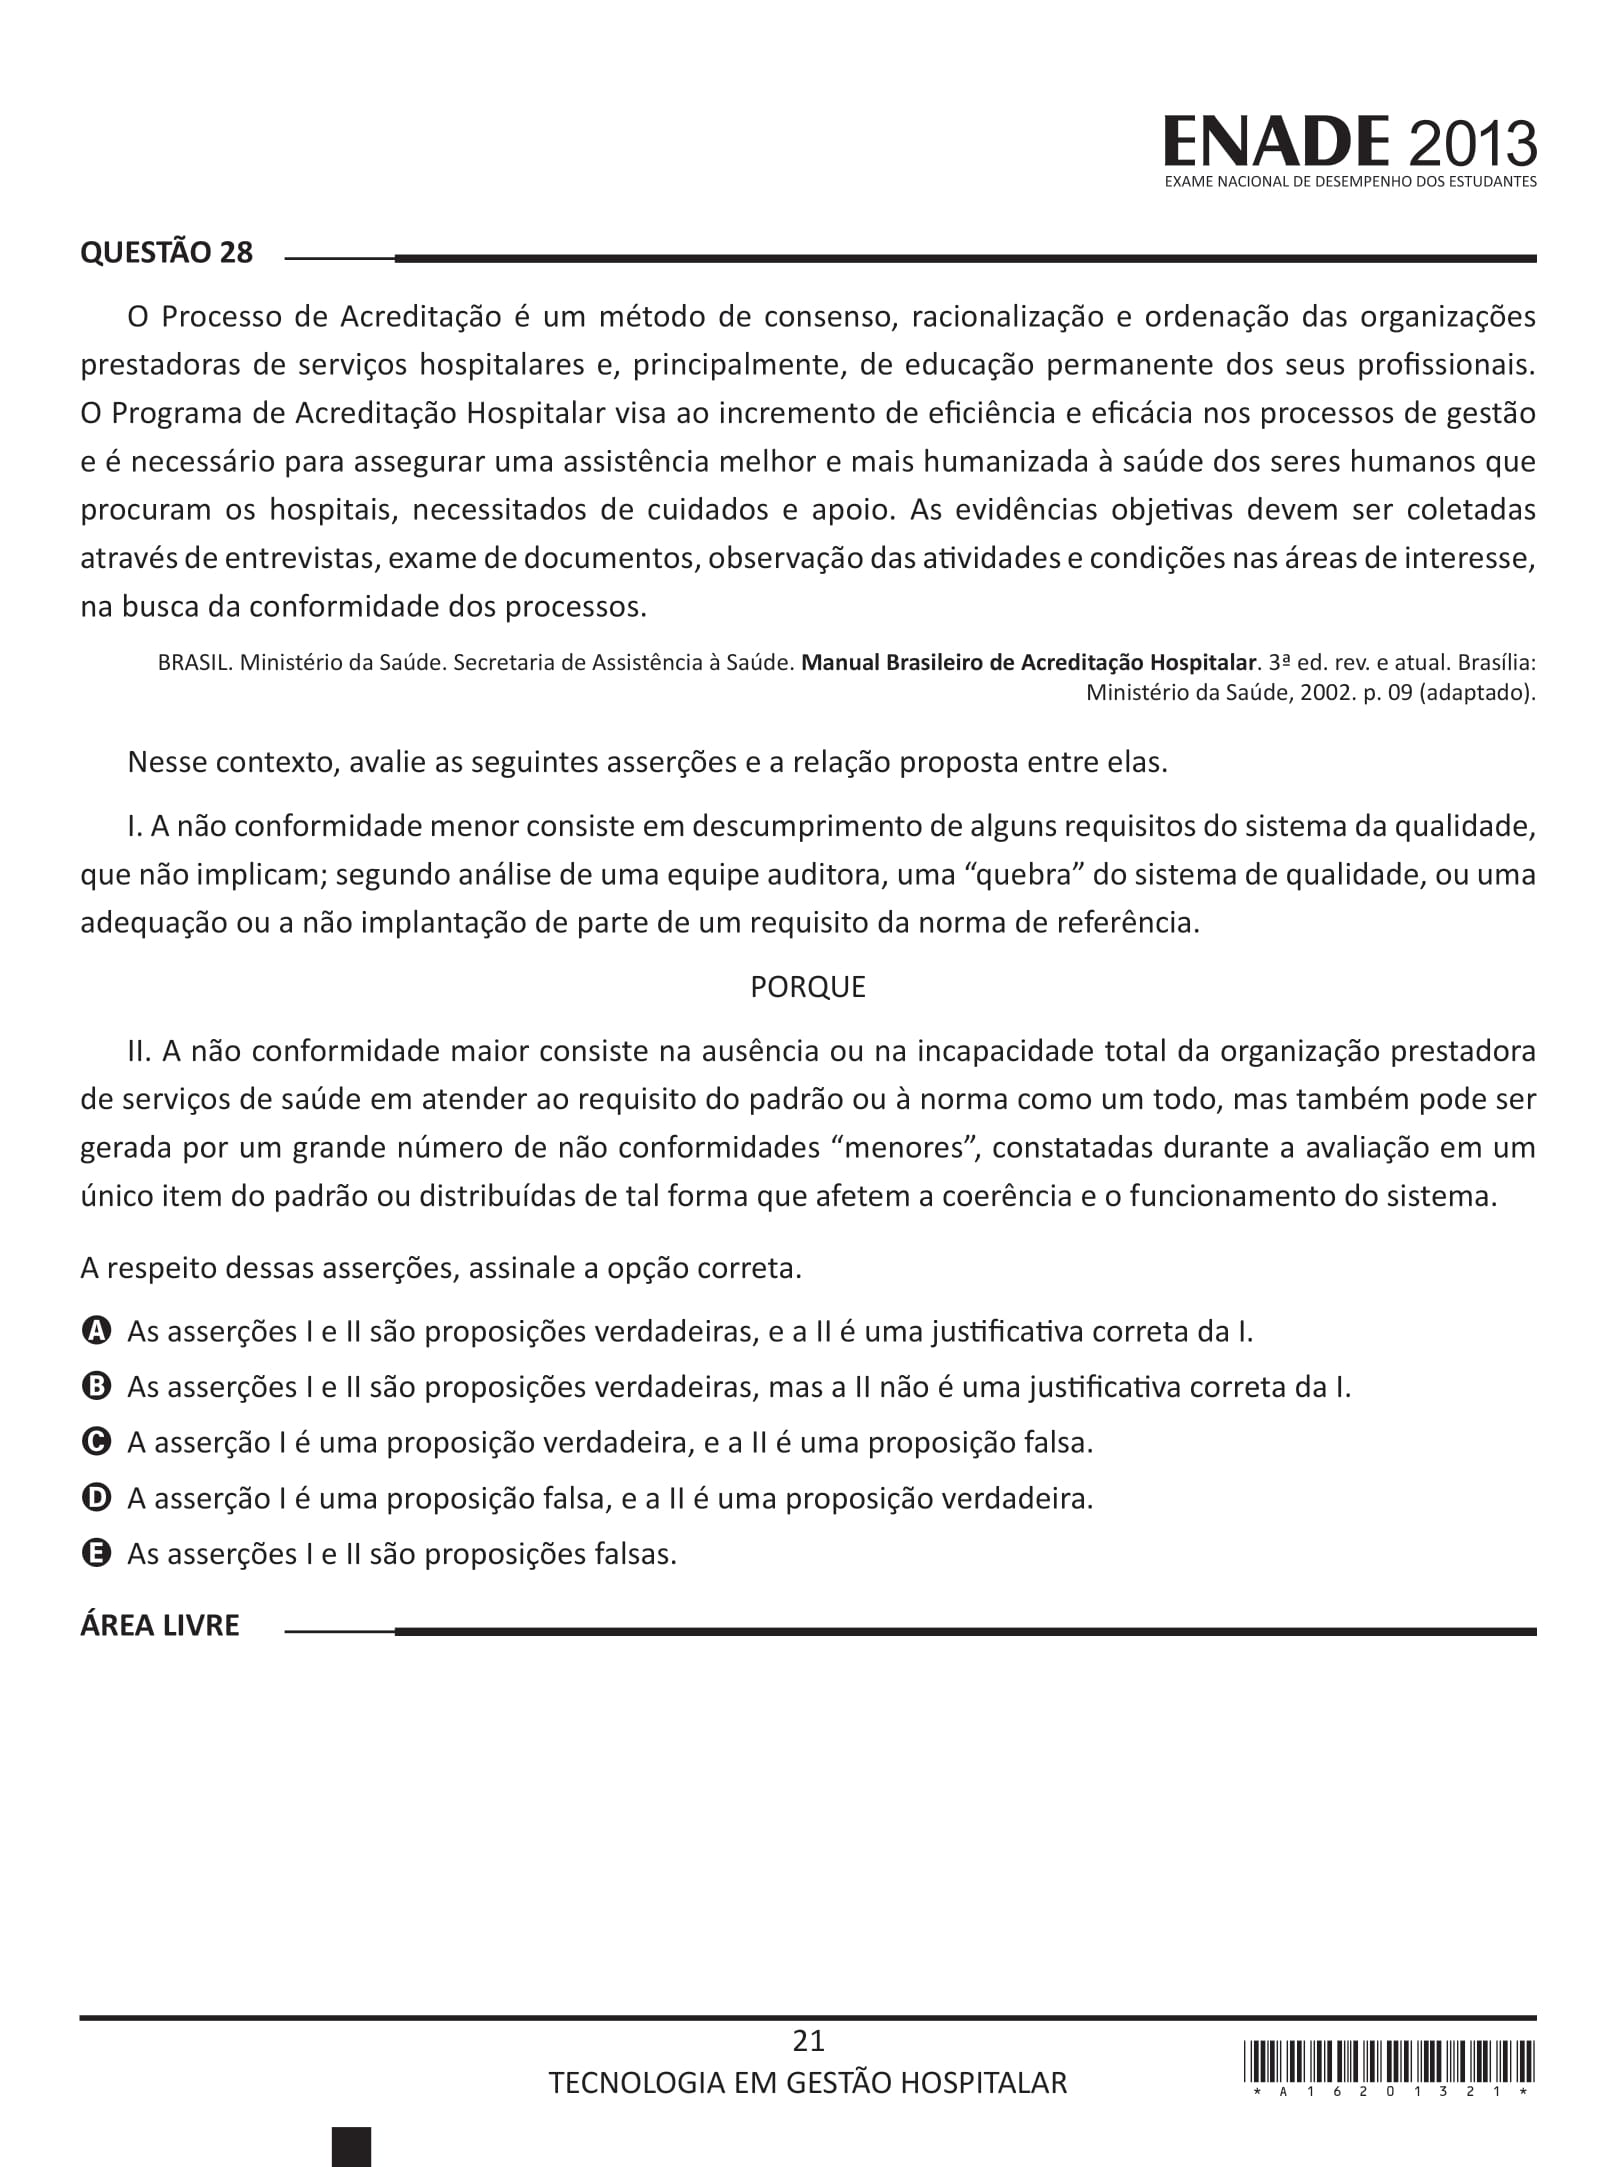 ENADE 2013
EXAME NACIONAL DE DESEMPENHO DOS ESTUDANTES
QUESTÃO 28
O Processo de Acreditação é um método de consenso, racionalização e ordenação das organizações
prestadoras de serviços hospitalares e, principalmente, de educação permanente dos seus profissionais.
O Programa de Acreditação Hospitalar visa ao incremento de eficiência e eficácia nos processos de gestão
e é necessário para assegurar uma assistência melhor e mais humanizada à saúde dos seres humanos que
procuram os hospitais, necessitados de cuidados e apoio. As evidências objetivas devem ser coletadas
através de entrevistas, exame de documentos, observação das atividades e condições nas áreas de interesse,
na busca da conformidade dos processos.
BRASIL. Ministério da Saúde. Secretaria de Assistência à Saúde. Manual Brasileiro de Acreditação Hospitalar. 3ª ed. rev. e atual. Brasília:
Ministério da Saúde, 2002. p. 09 (adaptado).
Nesse contexto, avalie as seguintes asserções e a relação proposta entre elas.
I. A não conformidade menor consiste em descumprimento de alguns requisitos do sistema da qualidade,
que não implicam; segundo análise de uma equipe auditora, uma “quebra” do sistema de qualidade, ou uma
adequação ou a não implantação de parte de um requisito da norma de referência.
PORQUE
II. A não conformidade maior consiste na ausência ou na incapacidade total da organização prestadora
de serviços de saúde em atender ao requisito do padrão ou à norma como um todo, mas também pode ser
gerada por um grande número de não conformidades “menores”, constatadas durante a avaliação em um
único item do padrão ou distribuídas de tal forma que afetem a coerência e o funcionamento do sistema.
A respeito dessas asserções, assinale a opção correta.
A As asserções I e II são proposições verdadeiras, e a II é uma justificativa correta da I.
B As asserções I e II são proposições verdadeiras, mas a II não é uma justificativa correta da I.
C A asserção I é uma proposição verdadeira, e a II é uma proposição falsa.
D A asserção I é uma proposição falsa, e a II é uma proposição verdadeira.
E As asserções I e II são proposições falsas.
ÁREA LIVRE
21
TECNOLOGIA EM GESTÃO HOSPITALAR
* A 1 6 2 0 1 3 2 1 *